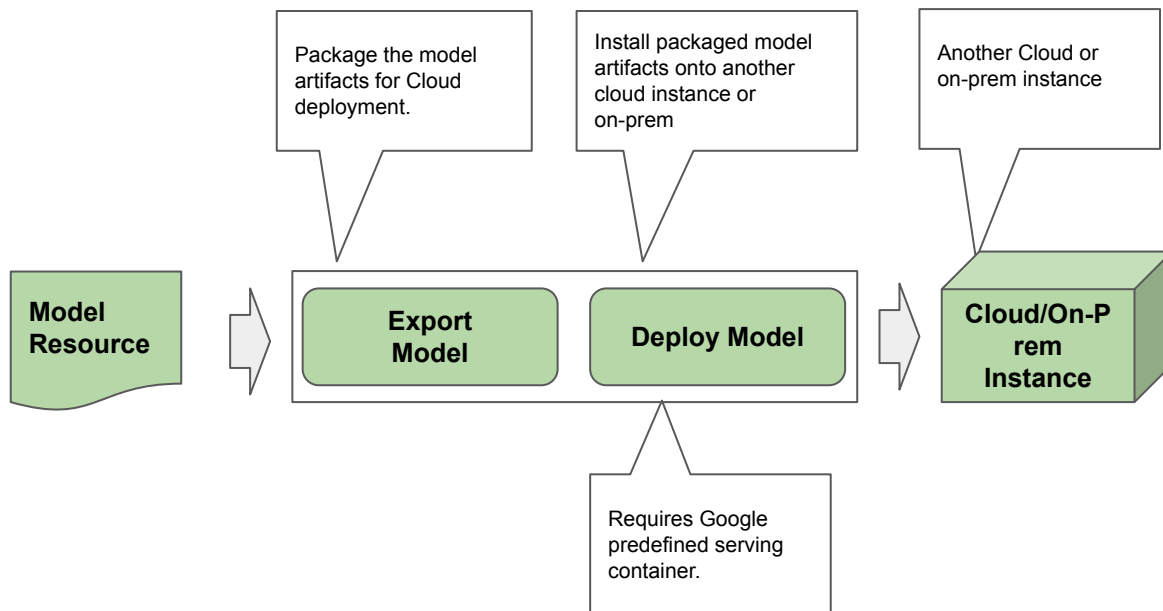 Package the model
artifacts for Cloud
deployment.
Install packaged model
artifacts onto another
cloud instance or
on-prem
Another Cloud or
on-prem instance
Model
Resource
Export
Model
Deploy Model
Cloud/On-P
rem
Instance
Requires Google
predefined serving
container.